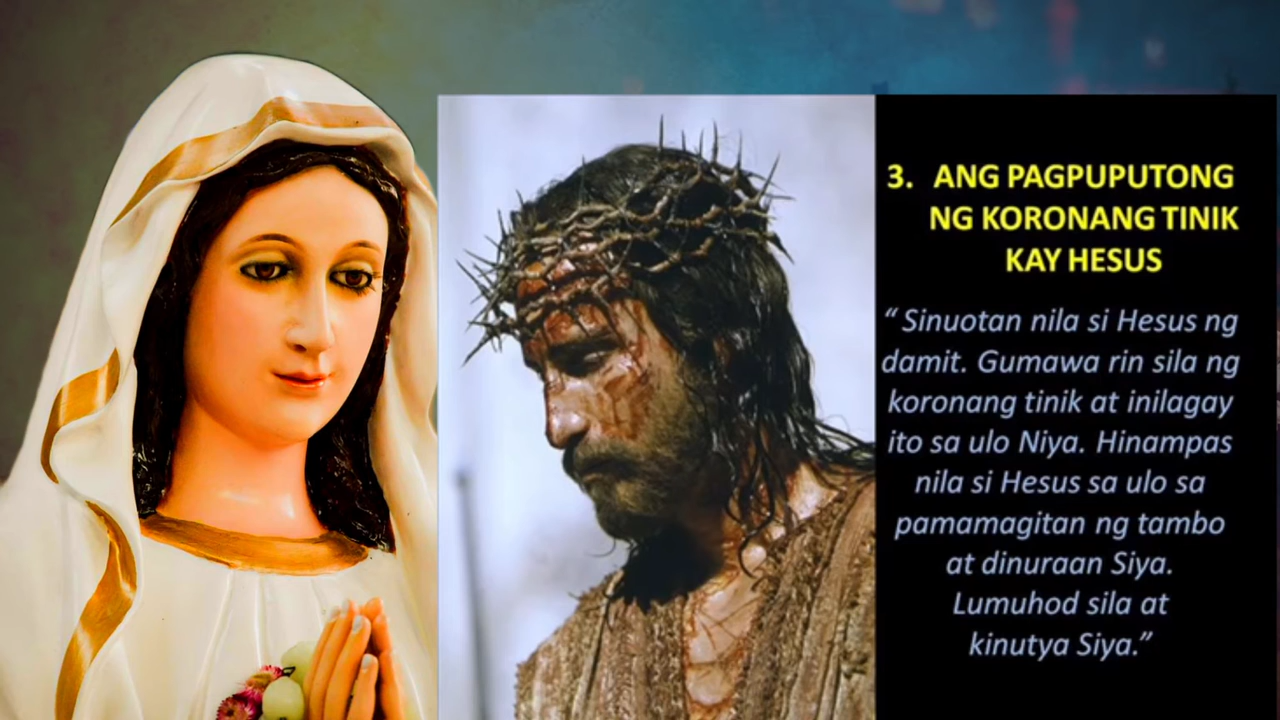 3. ANG PAGPUPUTONG
NG KORONANG TINIK
KAY HESUS
“ Sinuotan nila si Hesus ng
damit. Gumawa rin sila ng
koronang tinik at inilagay
ito sa ulo Niya. Hinampas
nila si Hesus sa ulo sa
pamamagitan ng tambo
at dinuraan Siya.
Lumuhod sila at
kinutya Siya.”